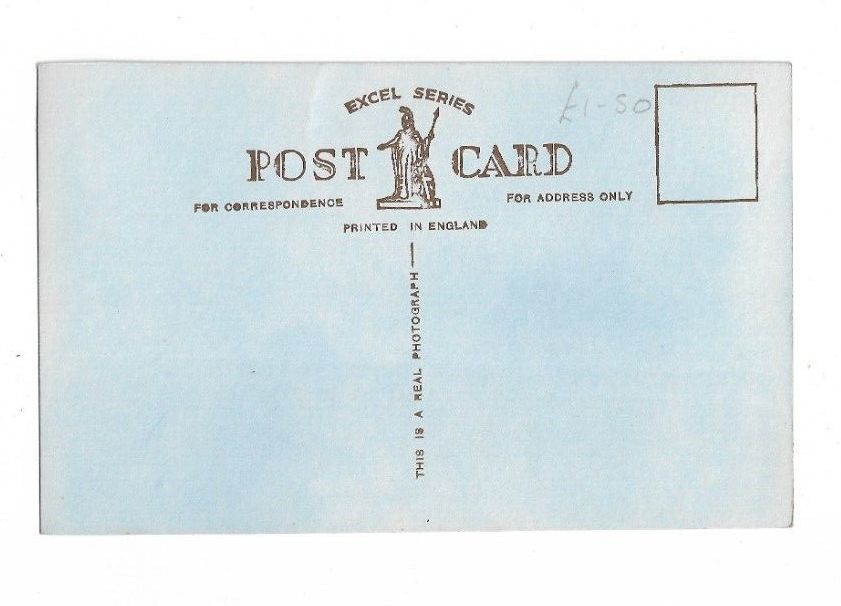 EXCEL SERIES
£1-50
POST CARD
FOR CORRESPONDENCE
FOR ADDRESS ONLY
PRINTED IN ENGLAND
THIS IS A REAL PHOTOGRAPH